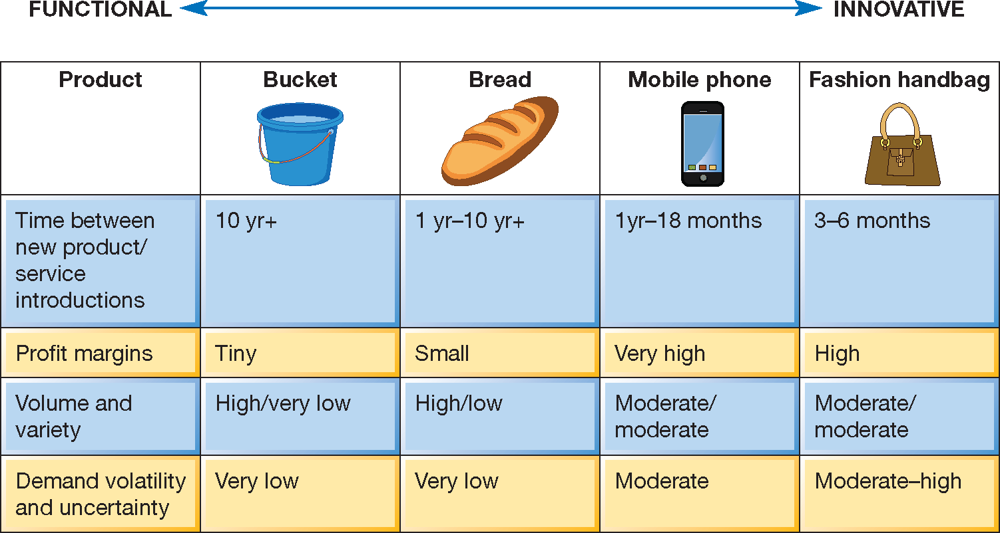 FUNCTIONAL INNOVATIVE
Product Bucket Bread Mobile phone Fashion handbag
Time between 10 yr+ 1 yr–10 yr+ 1yr–18 months 3–6 months
new product/
service
introductions
Profit margins Tiny Small Very high High
Volume and High/very low High/low Moderate/ Moderate/
variety moderate moderate
Demand volatility Very low Very low Moderate Moderate–high
and uncertainty